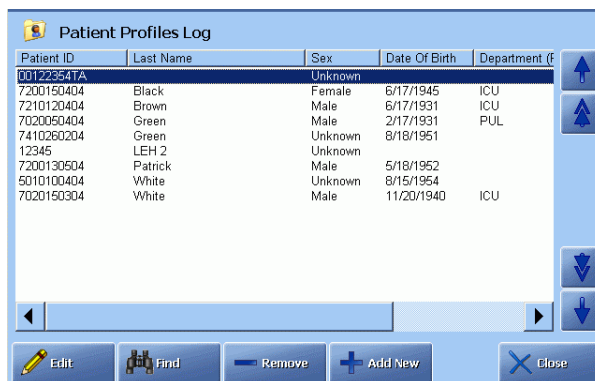 Patient Profiles Log
Patient ID Last Name Sex Date Of Birth Department (F
00122354TA Unknown
7200150404 Black Female 6/17/1945 ICU
7210120404 Brown Male 6/17/1931 ICU
7020050404 Green Male 2/17/1931 PUL
7410260204 Green Unknown 8/18/1951
12345 LEH 2 Unknown
7200130504 Patrick Male 5/18/1952
5010100404 White Unknown 8/15/1954
7020150304 White Male 11/20/1940 ICU
Edit Find Remove Add New Close